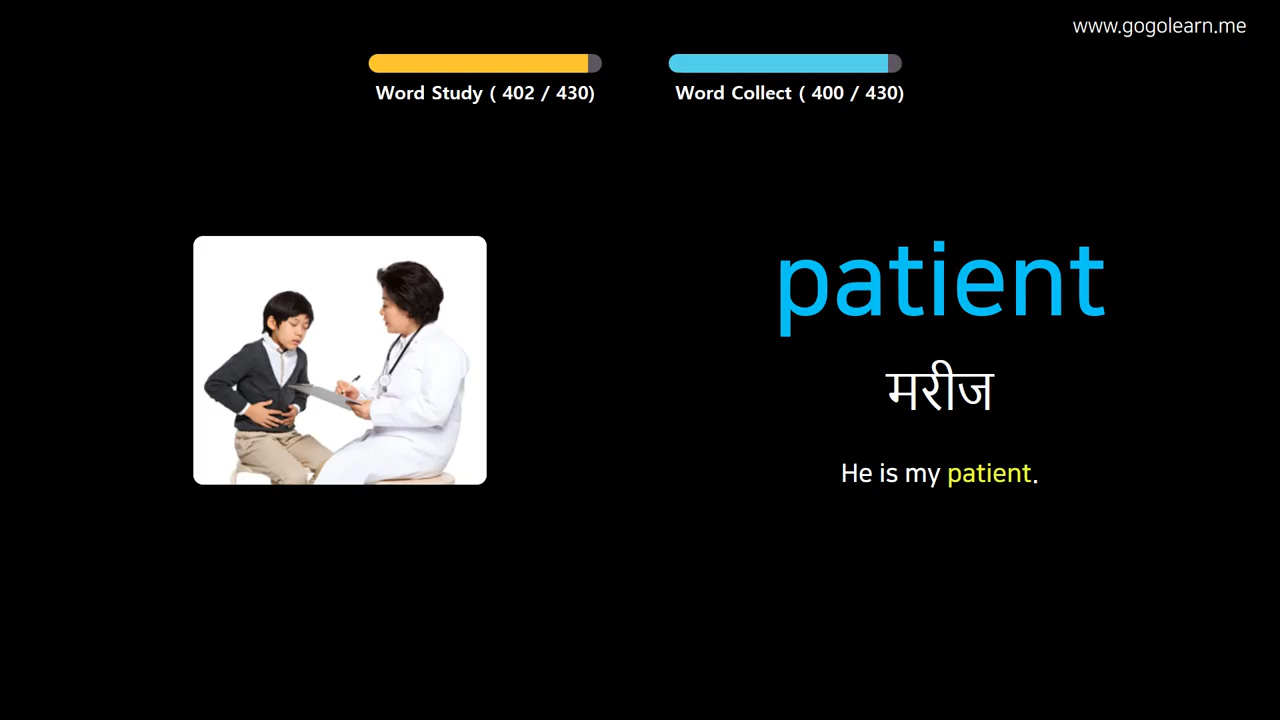 www.gogolearn.me
Word Study ( 402 / 430)
Word Collect ( 400 / 430)
patient
मरीज
He is my patient.